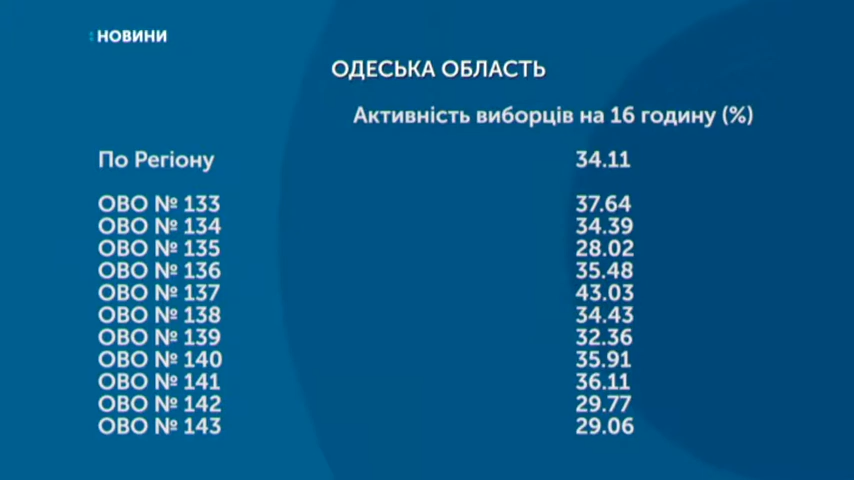 НОВИНИ
ОДЕСЬКА ОБЛАСТЬ
Активність виборців на 16 годину (%)
По Регіону 34.11
ОВО № 133 37.64
ОВО № 134 34.39
ОВО № 135 28.02
ОВО № 136 35.48
ОВО № 137 43.03
ОВО № 138 34.43
ОВО № 139 32.36
ОВО № 140 35.91
ОВО № 141 36.11
ОВО № 142 29.77
ОВО № 143 29.06